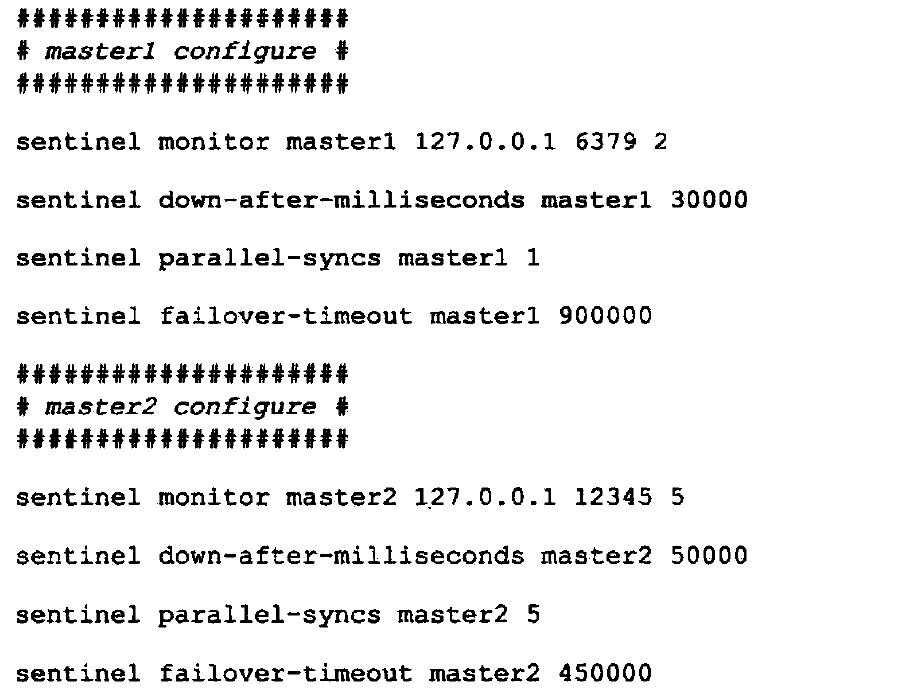 #####################
# master1 configure #
#####################
sentinel monitor master1 127.0.0.1 6379 2
sentinel down-after-milliseconds master1 30000
sentinel parallel-syncs master1 1
sentinel failover-timeout master1 900000
#####################
# master2 configure #
#####################
sentinel monitor master2 127.0.0.1 12345 5
sentinel down-after-milliseconds master2 50000
sentinel parallel-syncs master2 5
sentinel failover-timeout master2 450000